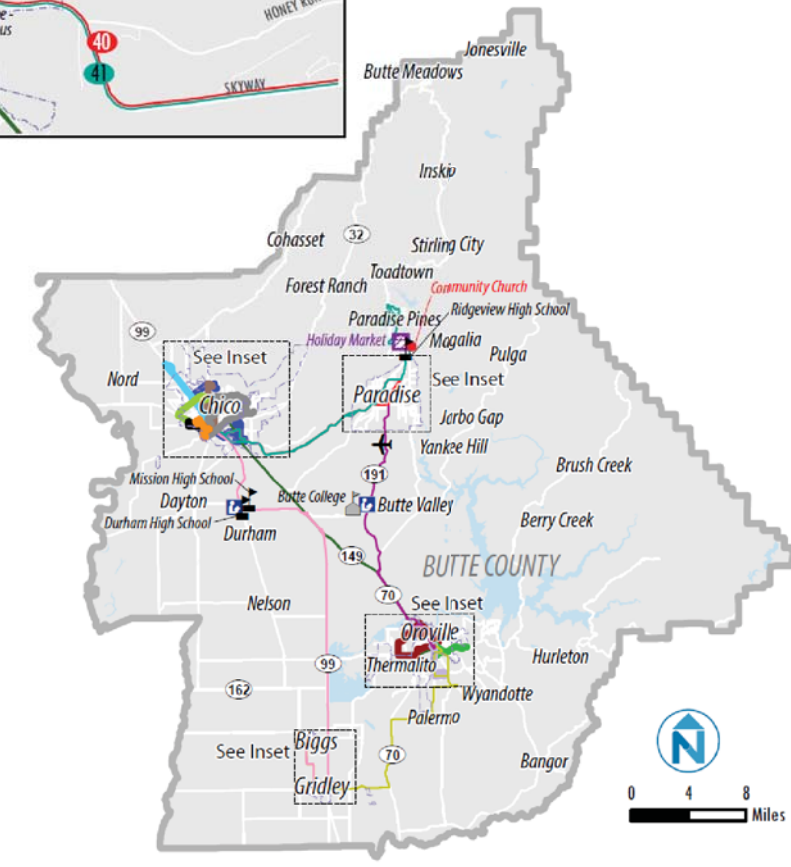 HONEY RUN
us
40
41
SKYWAY
Jonesville
Butte Meadows
Inskip
Cohasset
32
Stirling City
Toadtown
Forest Ranch
Community Church
Ridgeview High School
Paradise Pines
99
Holiday Market
Magalia
See Inset
Pulga
Nord
See Inset
Chico
Paradise
Jarbo Gap
Yankee Hill
Brush Creek
191
Mission High School
Dayton
Butte College
Butte Valley
Durham High School
Durham
Berry Creek
149
BUTTE COUNTY
70
Nelson
See Inset
Oroville
Thermalito
Hurleton
99
162
Wyandotte
Palermo
See Inset
Biggs
70
Bangor
Gridley
N
0 4 8
Miles